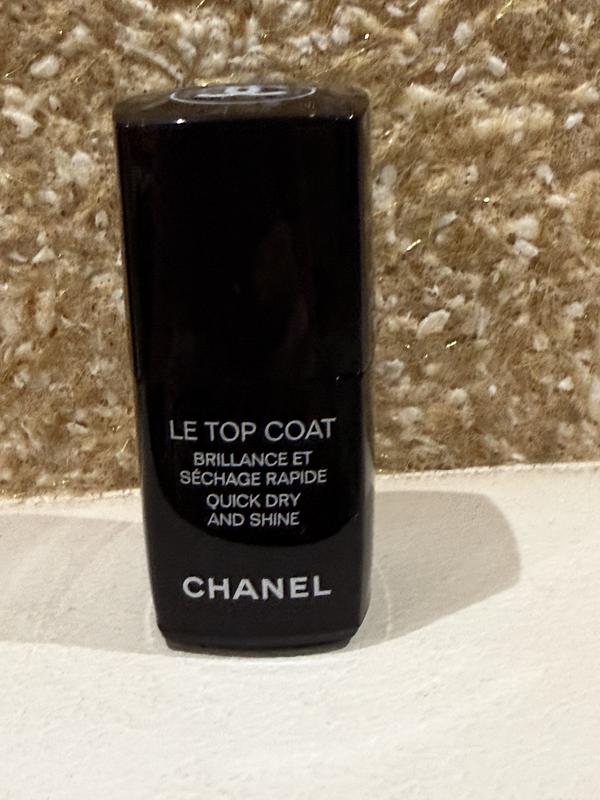 LE TOP COAT
BRILLANCE ET
SÉCHAGE RAPIDE
QUICK DRY
AND SHINE
CHANEL